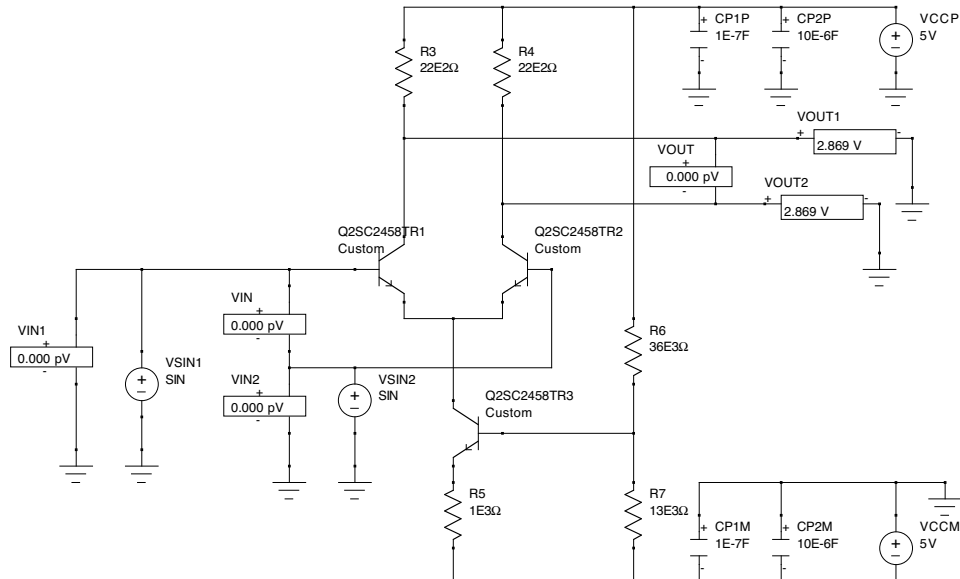 CP1P
1E-7F
CP2P
10E-6F
VCCP
5V
R3
22E2Ω
R4
22E2Ω
VOUT1
2.869 V
VOUT
0.000 pV
VOUT2
2.869 V
Q2SC2458TR1
Custom
Q2SC2458TR2
Custom
VIN
0.000 pV
VIN1
0.000 pV
VSIN1
SIN
VIN2
0.000 pV
VSIN2
SIN
R6
36E3Ω
Q2SC2458TR3
Custom
R5
1E3Ω
R7
13E3Ω
CP1M
1E-7F
CP2M
10E-6F
VCCM
5V